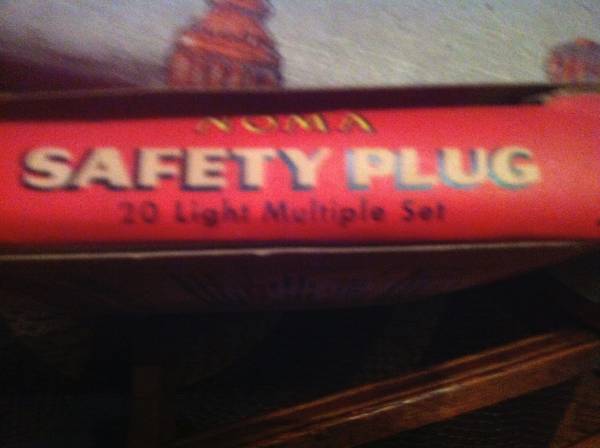 NOMA
SAFETY PLUG
20 Light Multiple Set